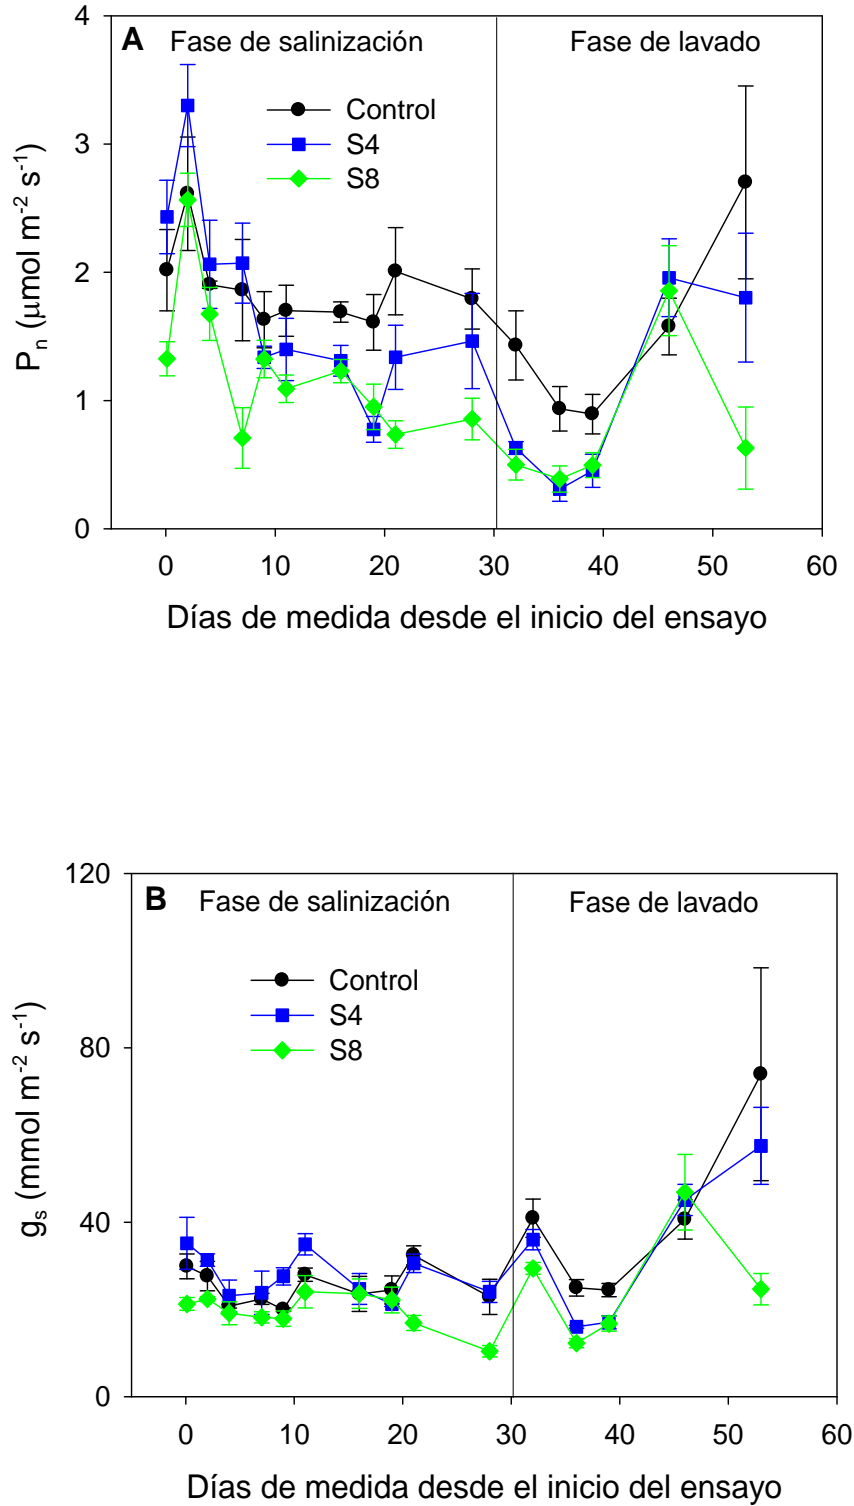 4
A Fase de salinización Fase de lavado
Control
S4
S8
3
2
1
0
Pn (μmol m-2 s-1)
0 10 20 30 40 50 60
Días de medida desde el inicio del ensayo
120
B Fase de salinización Fase de lavado
Control
S4
S8
80
40
0
gs (mmol m-2 s-1)
0 10 20 30 40 50 60
Días de medida desde el inicio del ensayo